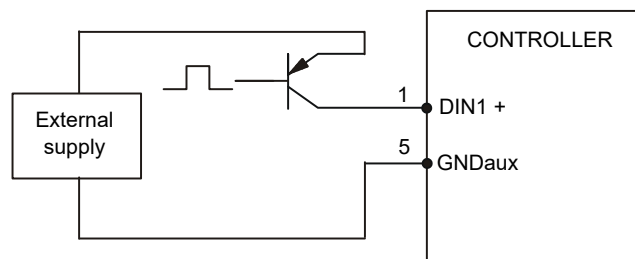 CONTROLLER
External
supply
1
DIN1 +
5
GNDaux